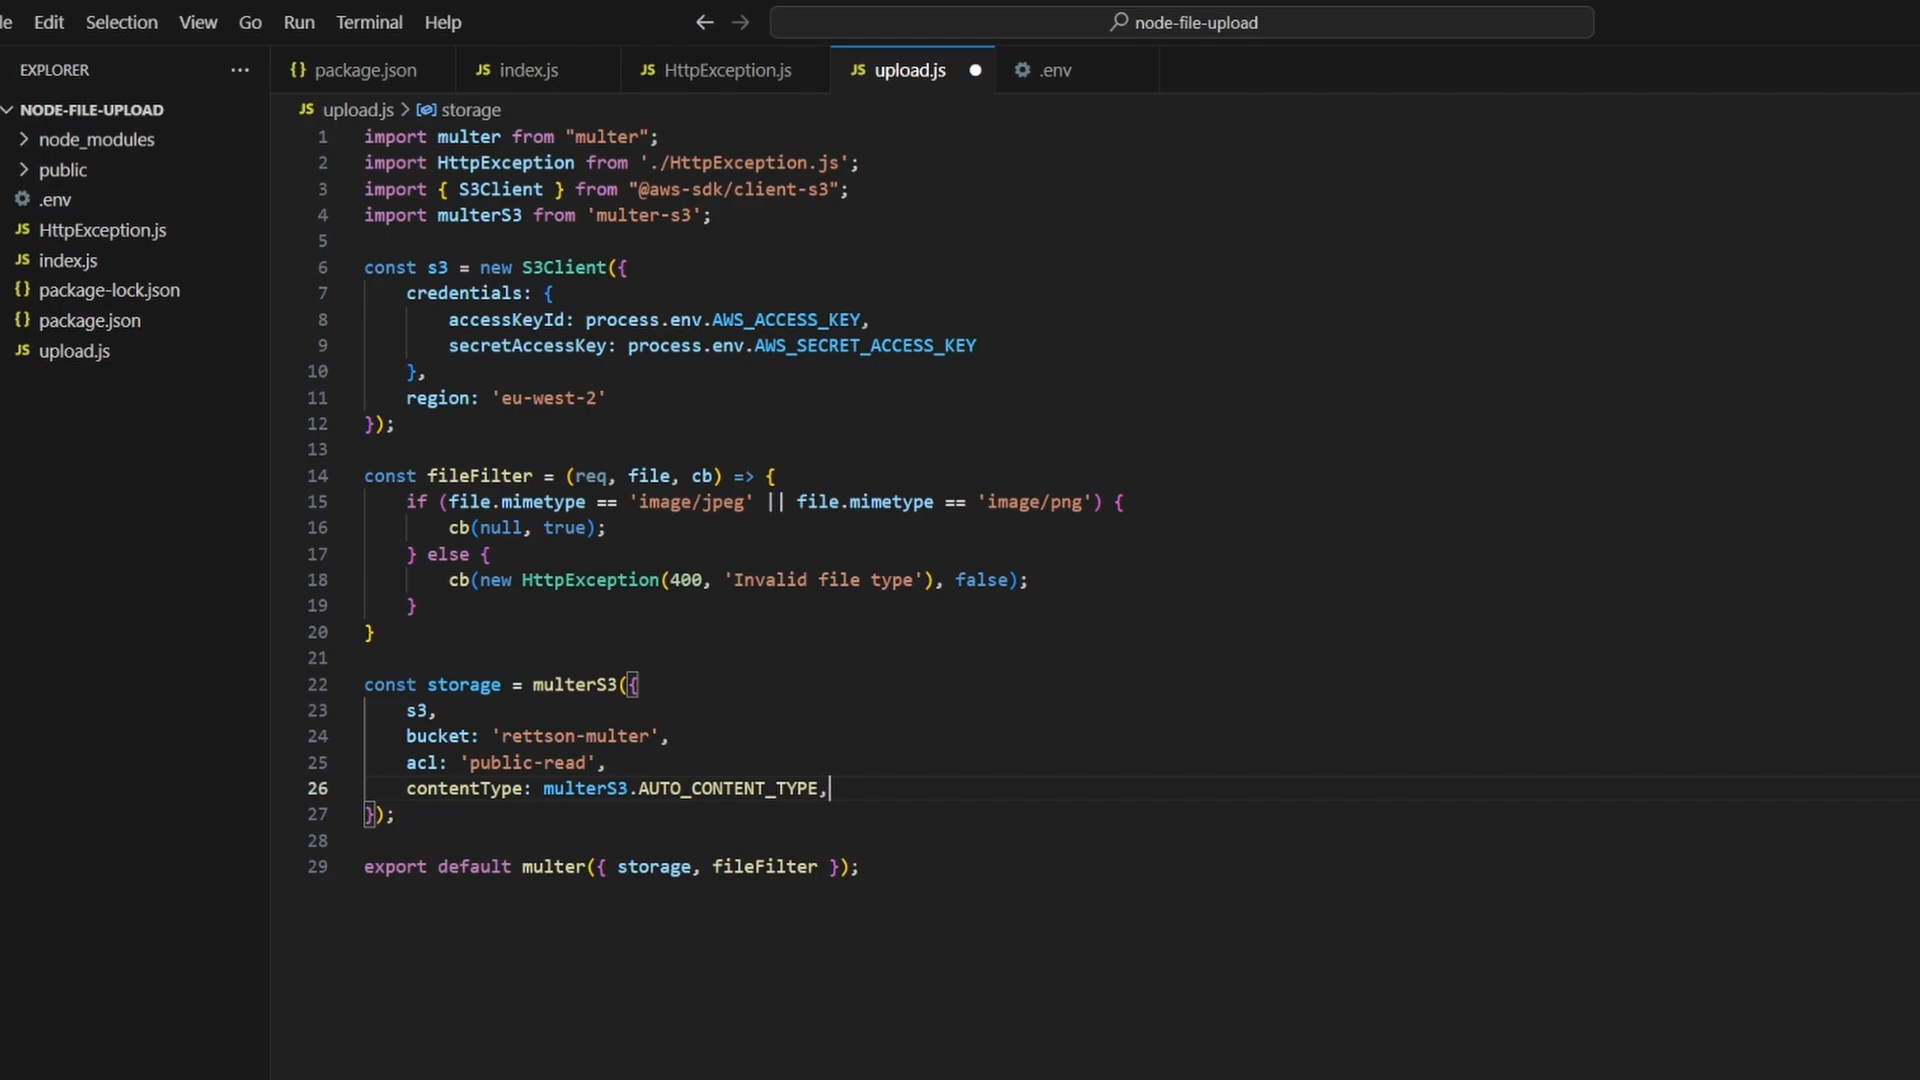 le Edit Selection View Go Run Terminal Help
node-file-upload
EXPLORER ...
NODE-FILE-UPLOAD
node_modules
public
.env
JS HttpException.js
JS index.js
{} package-lock.json
{} package.json
JS upload.js
{} package.json
JS index.js
JS HttpException.js
JS upload.js
.env
JS upload.js > storage
1 import multer from "multer";
2 import HttpException from './HttpException.js';
3 import { S3Client } from "@aws-sdk/client-s3";
4 import multerS3 from 'multer-s3';
5
6 const s3 = new S3Client({
7 credentials: {
8 accessKeyId: process.env.AWS_ACCESS_KEY,
9 secretAccessKey: process.env.AWS_SECRET_ACCESS_KEY
10 },
11 region: 'eu-west-2'
12 });
13
14 const fileFilter = (req, file, cb) => {
15 if (file.mimetype == 'image/jpeg' || file.mimetype == 'image/png') {
16 cb(null, true);
17 } else {
18 cb(new HttpException(400, 'Invalid file type'), false);
19 }
20 }
21
22 const storage = multerS3({
23 s3,
24 bucket: 'rettson-multer',
25 acl: 'public-read',
26 contentType: multerS3.AUTO_CONTENT_TYPE,
27 });
28
29 export default multer({ storage, fileFilter });